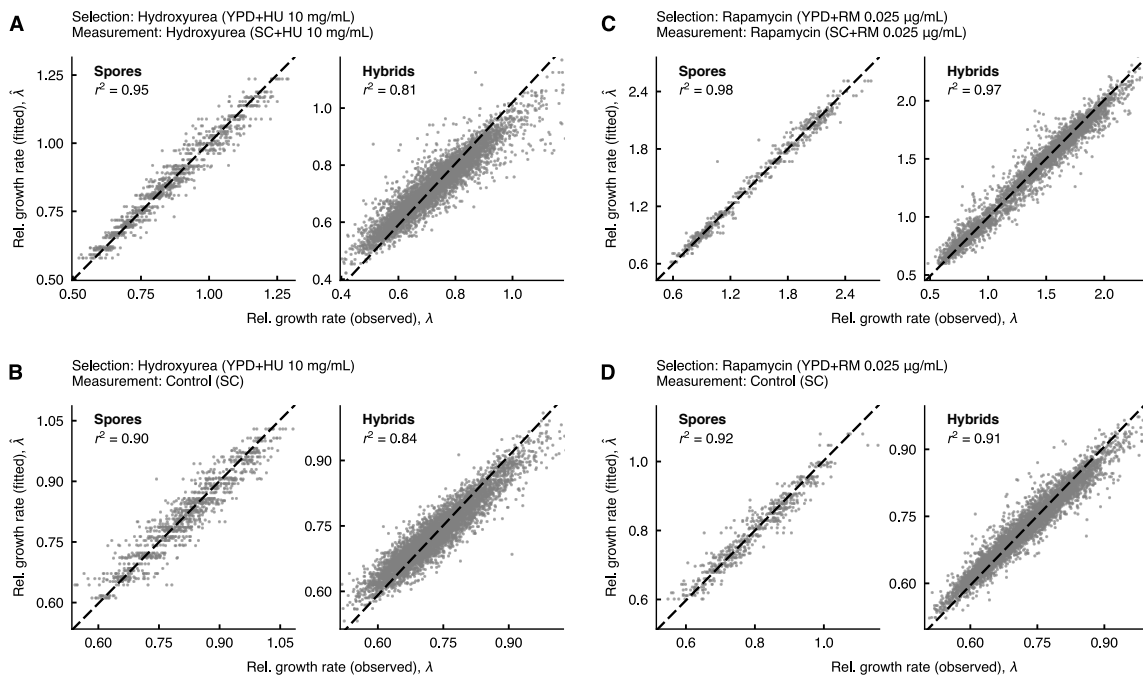 A
Selection: Hydroxyurea (YPD+HU 10 mg/mL)
Measurement: Hydroxyurea (SC+HU 10 mg/mL)
Spores
r² = 0.95
Hybrids
r² = 0.81
Rel. growth rate (fitted), λ̂
1.25
1.00
0.75
0.50
0.50 0.75 1.00 1.25
1.0
0.8
0.6
0.4
0.4 0.6 0.8 1.0
Rel. growth rate (observed), λ
C
Selection: Rapamycin (YPD+RM 0.025 µg/mL)
Measurement: Rapamycin (SC+RM 0.025 µg/mL)
Spores
r² = 0.98
Hybrids
r² = 0.97
Rel. growth rate (fitted), λ̂
2.4
1.8
1.2
0.6
0.6 1.2 1.8 2.4
2.0
1.5
1.0
0.5
0.5 1.0 1.5 2.0
Rel. growth rate (observed), λ
B
Selection: Hydroxyurea (YPD+HU 10 mg/mL)
Measurement: Control (SC)
Spores
r² = 0.90
Hybrids
r² = 0.84
Rel. growth rate (fitted), λ̂
1.05
0.90
0.75
0.60
0.60 0.75 0.90 1.05
0.90
0.75
0.60
0.60 0.75 0.90
Rel. growth rate (observed), λ
D
Selection: Rapamycin (YPD+RM 0.025 µg/mL)
Measurement: Control (SC)
Spores
r² = 0.92
Hybrids
r² = 0.91
Rel. growth rate (fitted), λ̂
1.0
0.8
0.6
0.6 0.8 1.0
0.90
0.75
0.60
0.60 0.75 0.90
Rel. growth rate (observed), λ